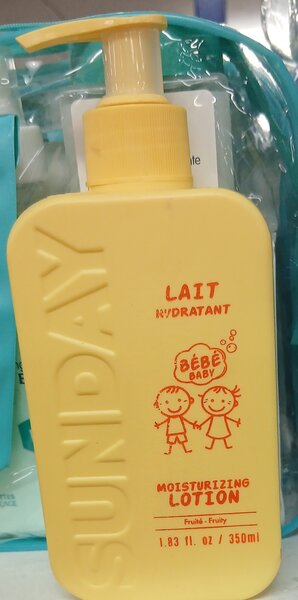 SUNDAY
LAIT
HYDRATANT
BÉBÉ
BABY
MOISTURIZING
LOTION
Fruité - Fruity
1.83 fl. oz / 350ml